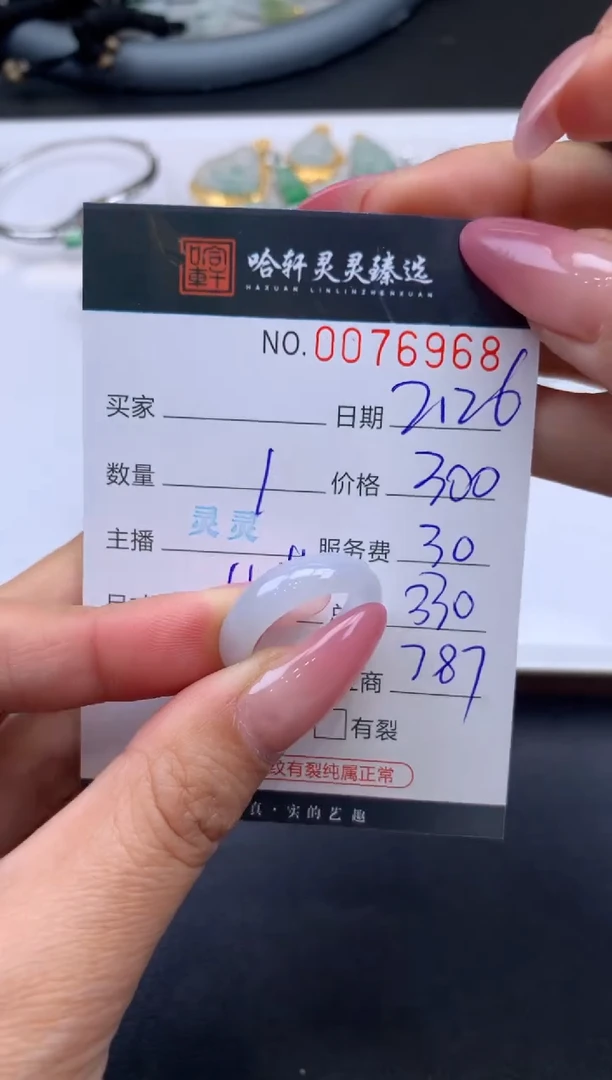 哈轩灵灵臻选
HAXUAN LINLINZHENXUAN
NO.0076968
买家 日期 2.26
数量 1 价格 300
主播 灵灵 服务费 30
330
商 787
有裂
纹有裂纯属正常
真·实的艺趣